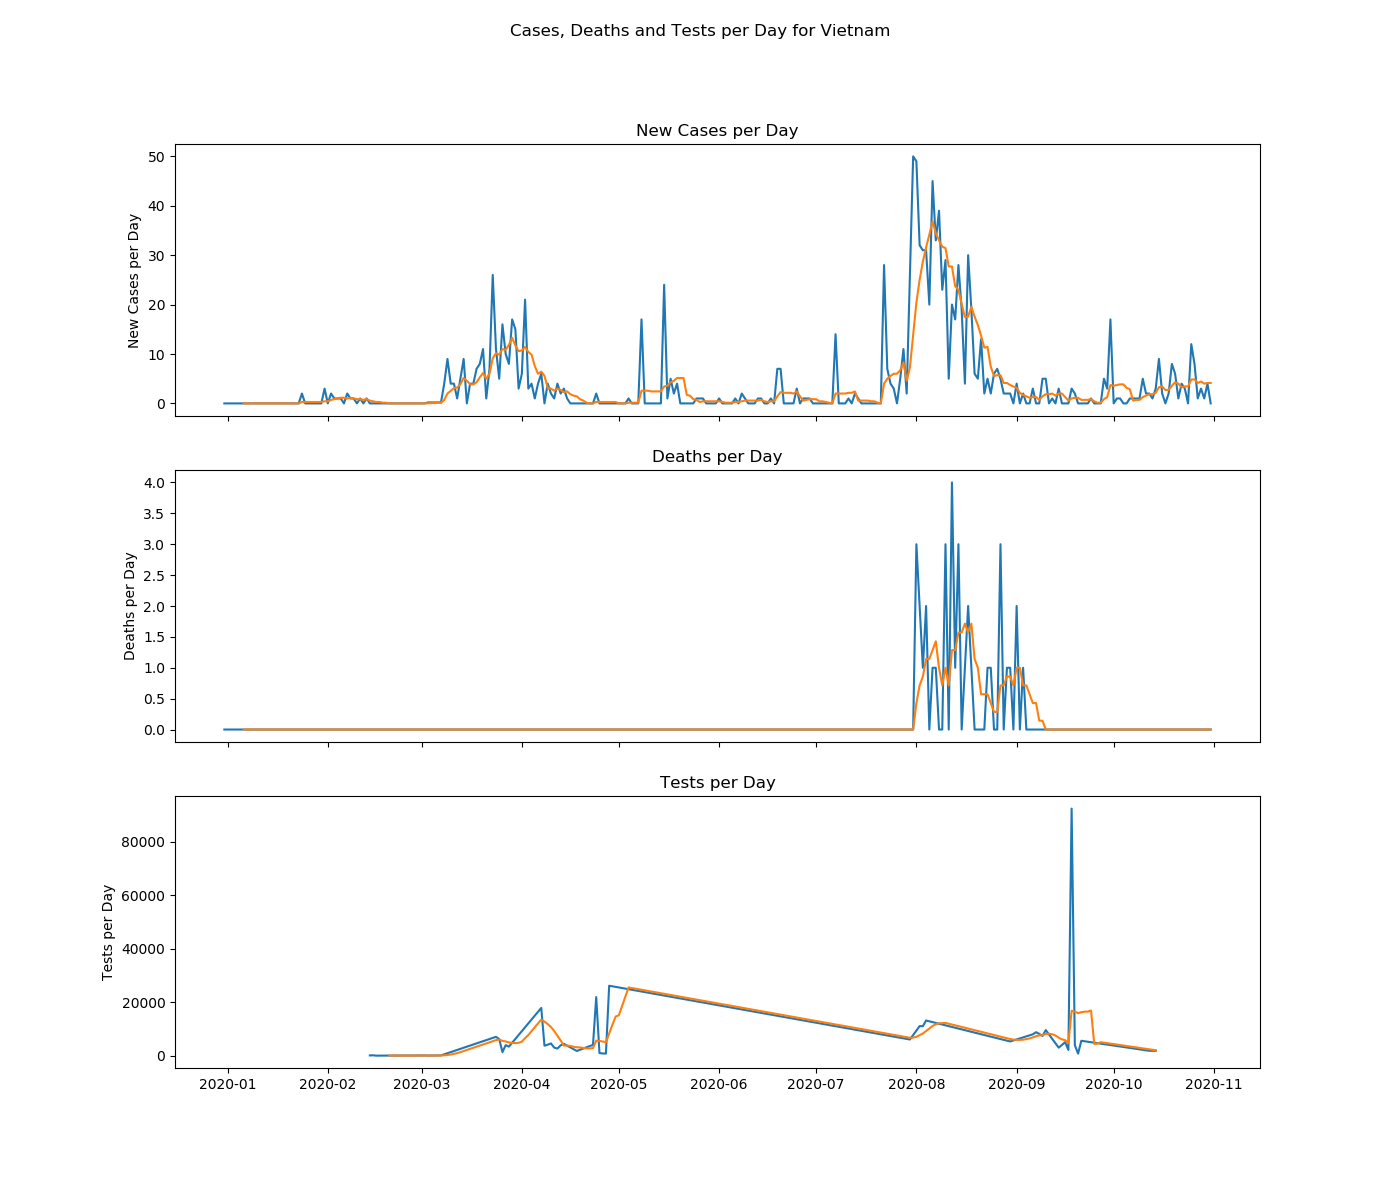 Cases, Deaths and Tests per Day for Vietnam
New Cases per Day
New Cases per Day
50
40
30
20
10
0
Deaths per Day
Deaths per Day
4.0
3.5
3.0
2.5
2.0
1.5
1.0
0.5
0.0
Tests per Day
Tests per Day
80000
60000
40000
20000
0
2020-01 2020-02 2020-03 2020-04 2020-05 2020-06 2020-07 2020-08 2020-09 2020-10 2020-11